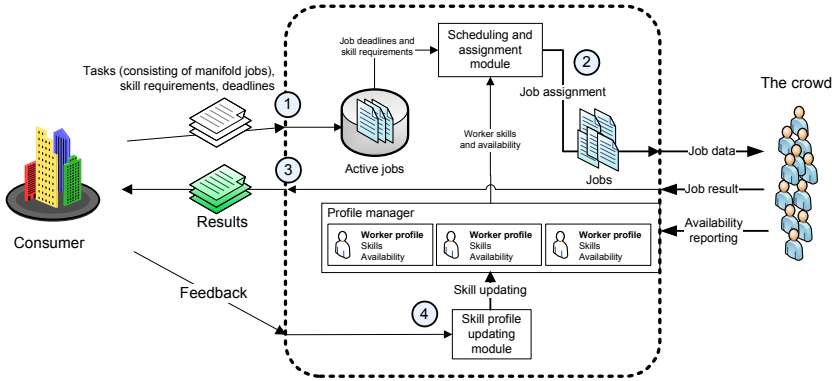 Tasks (consisting of manifold jobs),
skill requirements, deadlines
1
Job deadlines and
skill requirements
Scheduling and
assignment
module
2
Job assignment
The crowd
Active jobs
Worker skills
and availability
Jobs
Job data
3
Job result
Results
Consumer
Profile manager
Worker profile
Skills
Availability
Worker profile
Skills
Availability
Worker profile
Skills
Availability
Availability
reporting
Feedback
Skill updating
4
Skill profile
updating
module